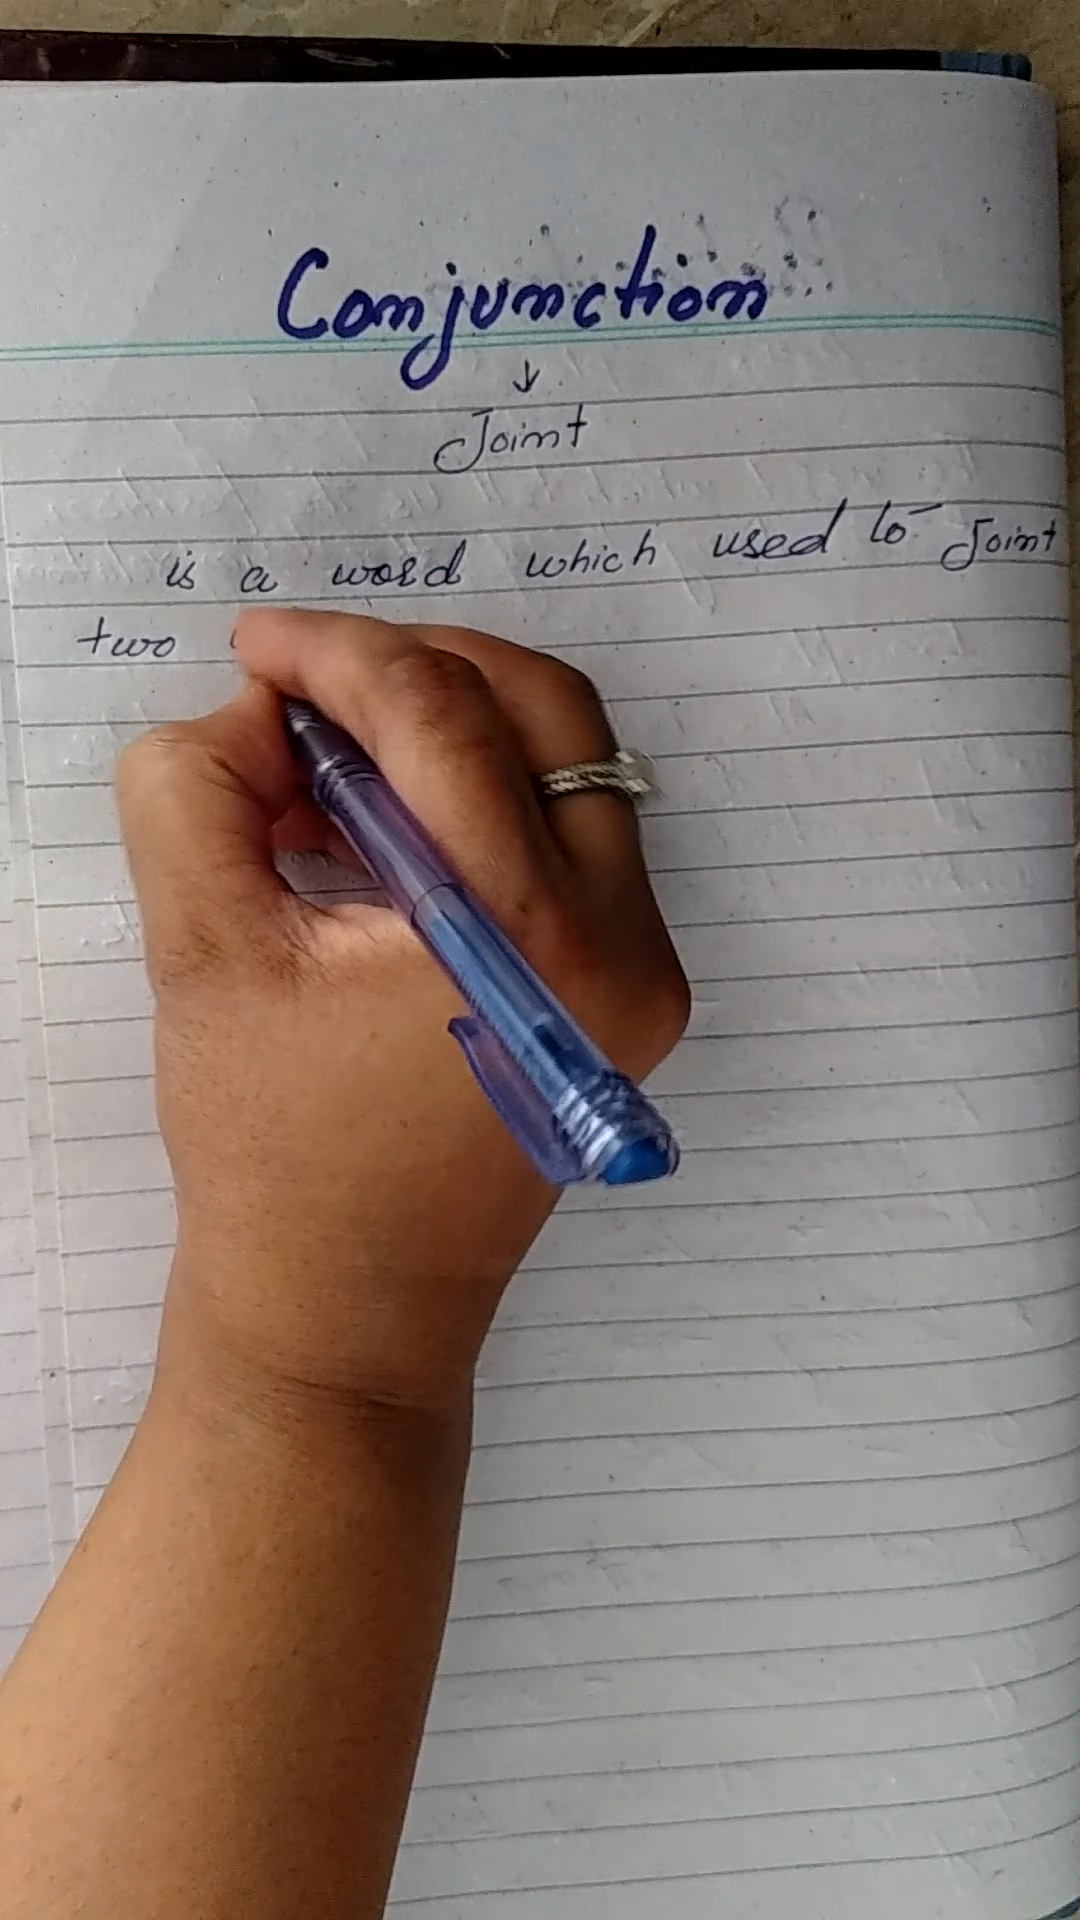 Conjunction
↓
Joint
is a word which used to Joint
two